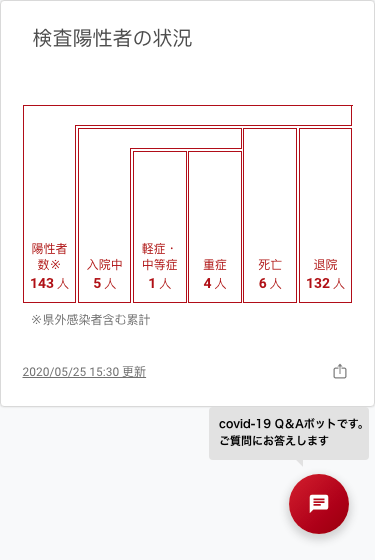 検査陽性者の状況
陽性者
数※
143 人
入院中
5 人
軽症・
中等症
1 人
重症
4 人
死亡
6 人
退院
132 人
※県外感染者含む累計
2020/05/25 15:30 更新
covid-19 Q&Aボットです。
ご質問にお答えします